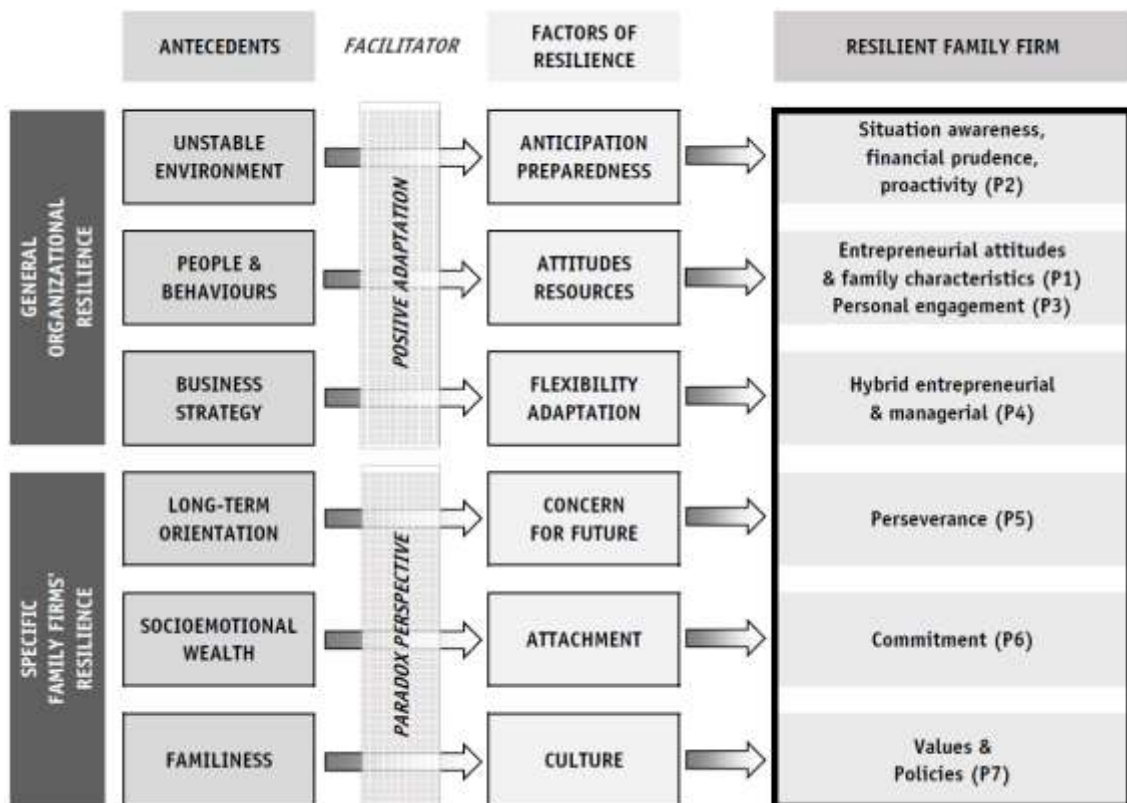 ANTECEDENTS
FACILITATOR
FACTORS OF
RESILIENCE
RESILIENT FAMILY FIRM
GENERAL
ORGANIZATIONAL
RESILIENCE
UNSTABLE
ENVIRONMENT
POSITIVE ADAPTATION
ANTICIPATION
PREPAREDNESS
Situation awareness,
financial prudence,
proactivity (P2)
PEOPLE &
BEHAVIOURS
ATTITUDES
RESOURCES
Entrepreneurial attitudes
& family characteristics (P1)
Personal engagement (P3)
BUSINESS
STRATEGY
FLEXIBILITY
ADAPTATION
Hybrid entrepreneurial
& managerial (P4)
SPECIFIC
FAMILY FIRMS'
RESILIENCE
LONG-TERM
ORIENTATION
PARADOX PERSPECTIVE
CONCERN
FOR FUTURE
Perseverance (P5)
SOCIOEMOTIONAL
WEALTH
ATTACHMENT
Commitment (P6)
FAMILINESS
CULTURE
Values &
Policies (P7)